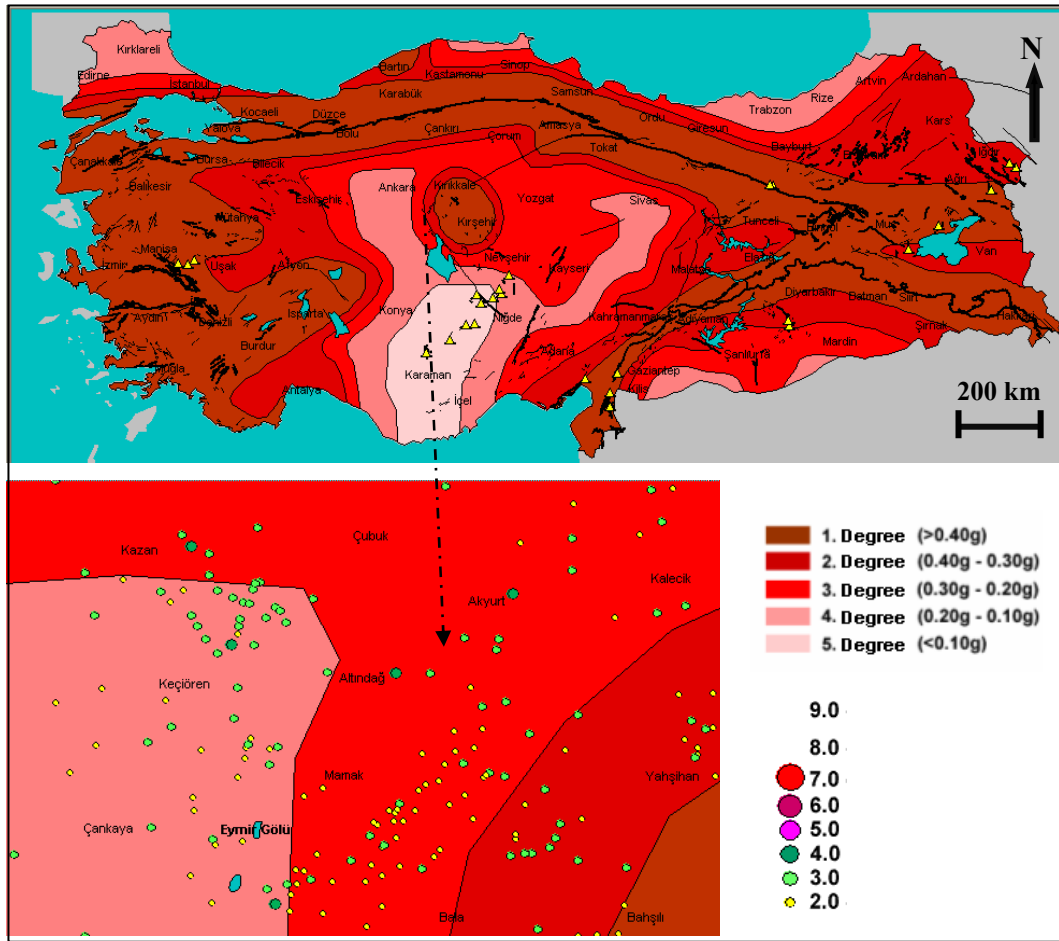 Kırklareli
Edirne
İstanbul
Kocaeli
Yalova
Düzce
Bolu
Bartın
Kastamonu
Sinop
Karabük
Çankırı
Samsun
Amasya
Çorum
Tokat
Ordu
Giresun
Trabzon
Rize
Artvin
Ardahan
Kars
N
Bayburt
Iğdır
Ağrı
Çanakkale
Bursa
Bilecik
Balıkesir
Eskişehir
Kütahya
Ankara
Kırıkkale
Kırşehir
Yozgat
Sivas
Tunceli
Bingöl
Muş
Van
Manisa
İzmir
Uşak
Afyon
Nevşehir
Kayseri
Malatya
Elazığ
Diyarbakır
Batman
Siirt
Hakkari
Şırnak
Aydın
Denizli
Isparta
Burdur
Konya
Niğde
Kahramanmaraş
Adıyaman
Mardin
Şanlıurfa
Muğla
Antalya
Karaman
İçel
Adana
Gaziantep
Kilis
200 km
Kazan
Çubuk
Kalecik
Akyurt
Keçiören
Altındağ
Mamak
Yahşihan
Çankaya
Eymir Gölü
Bala
Bahşılı
1. Degree (>0.40g)
2. Degree (0.40g - 0.30g)
3. Degree (0.30g - 0.20g)
4. Degree (0.20g - 0.10g)
5. Degree (<0.10g)
9.0
8.0
7.0
6.0
5.0
4.0
3.0
2.0